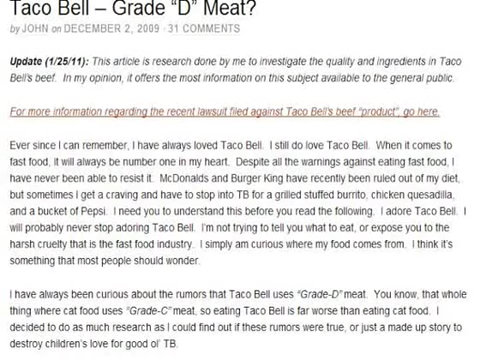 Taco Bell – Grade “D” Meat?
by JOHN on DECEMBER 2, 2009 · 31 COMMENTS
Update (1/25/11): This article is research done by me to investigate the quality and ingredients in Taco
Bell's beef. In my opinion, it offers the most information on this subject available to the general public.
For more information regarding the recent lawsuit filed against Taco Bell's beef “product”, go here.
Ever since I can remember, I have always loved Taco Bell. I still do love Taco Bell. When it comes to
fast food, it will always be number one in my heart. Despite all the warnings against eating fast food, I
have never been able to resist it. McDonalds and Burger King have recently been ruled out of my diet,
but sometimes I get a craving and have to stop into TB for a grilled stuffed burrito, chicken quesadilla,
and a bucket of Pepsi. I need you to understand this before you read the following. I adore Taco Bell. I
will probably never stop adoring Taco Bell. I'm not trying to tell you what to eat, or expose you to the
harsh cruelty that is the fast food industry. I simply am curious where my food comes from. I think it's
something that most people should wonder.
I have always been curious about the rumors that Taco Bell uses “Grade-D” meat. You know, that whole
thing where cat food uses “Grade-C” meat, so eating Taco Bell is far worse than eating cat food. I
decided to do as much research as I could find out if these rumors were true, or just a made up story to
destroy children's love for good ol' TB.